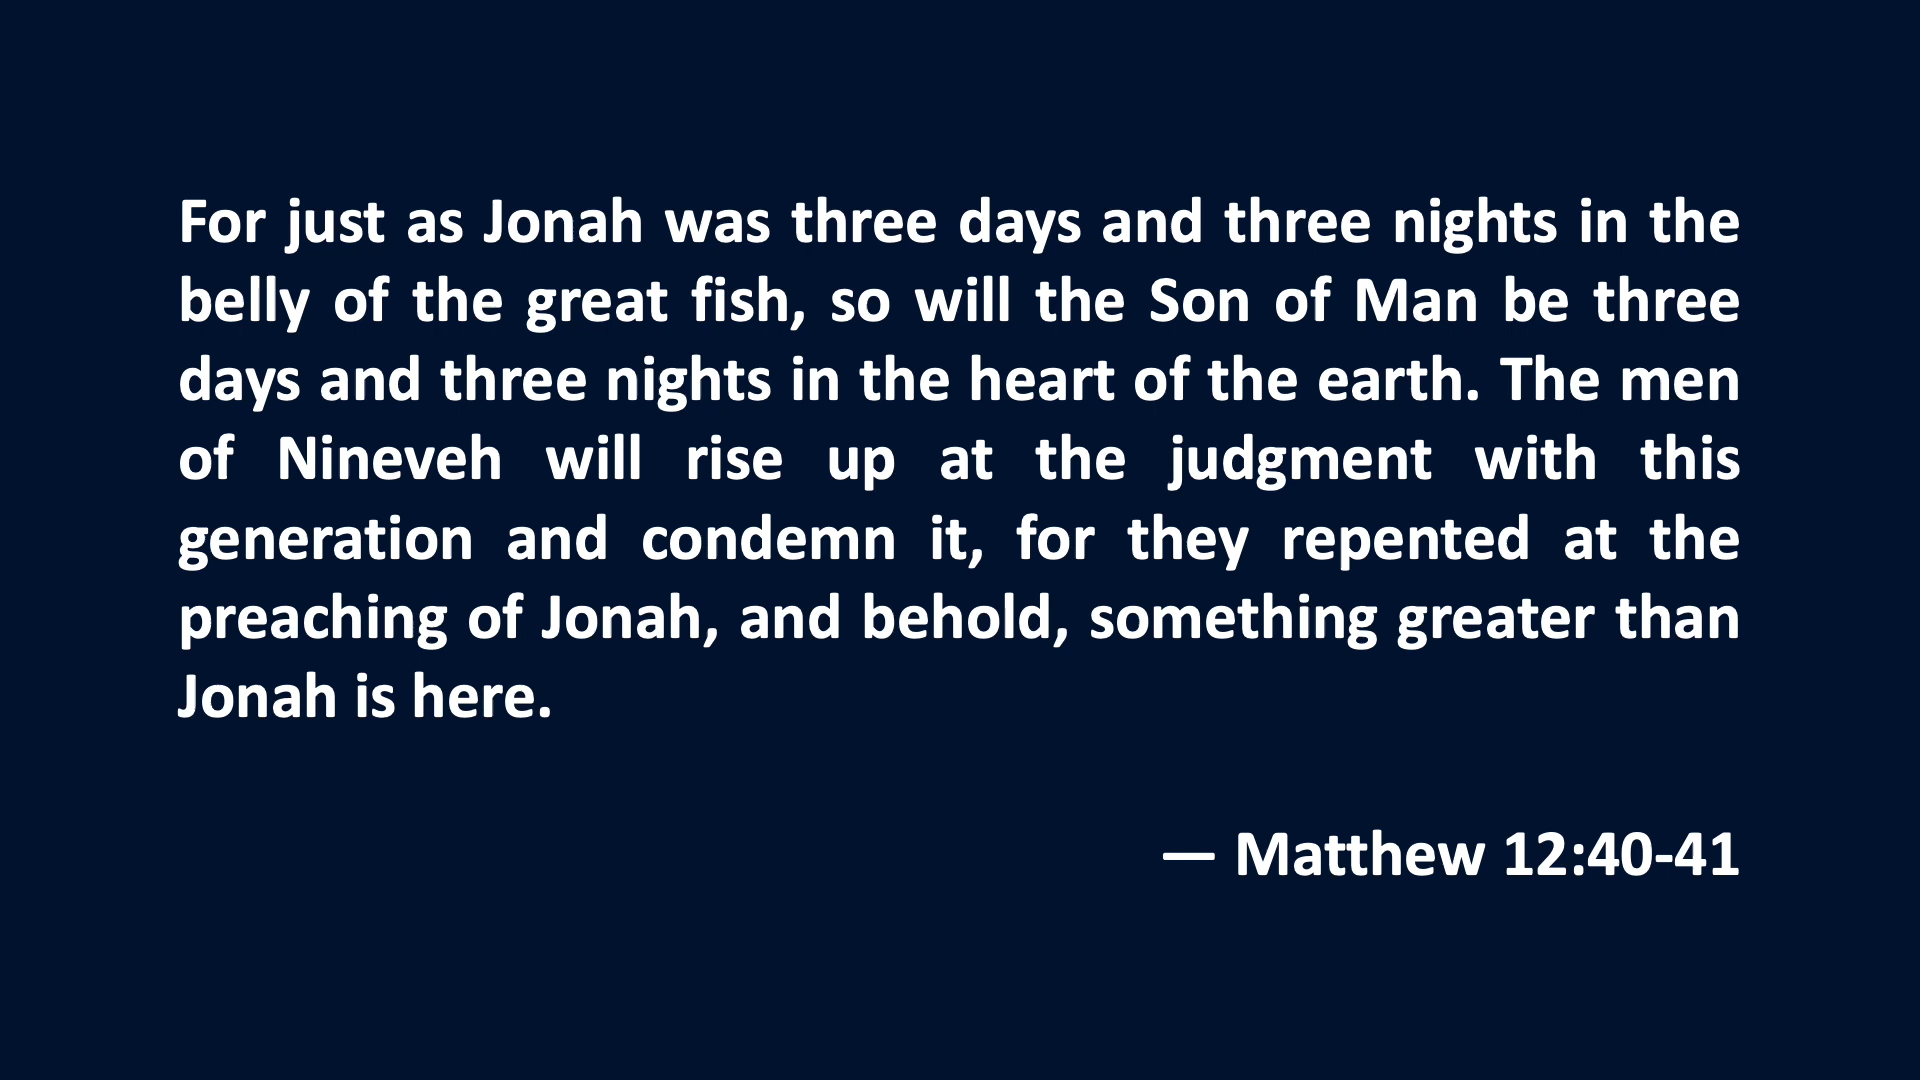 For just as Jonah was three days and three nights in the
belly of the great fish, so will the Son of Man be three
days and three nights in the heart of the earth. The men
of Nineveh will rise up at the judgment with this
generation and condemn it, for they repented at the
preaching of Jonah, and behold, something greater than
Jonah is here.
— Matthew 12:40-41